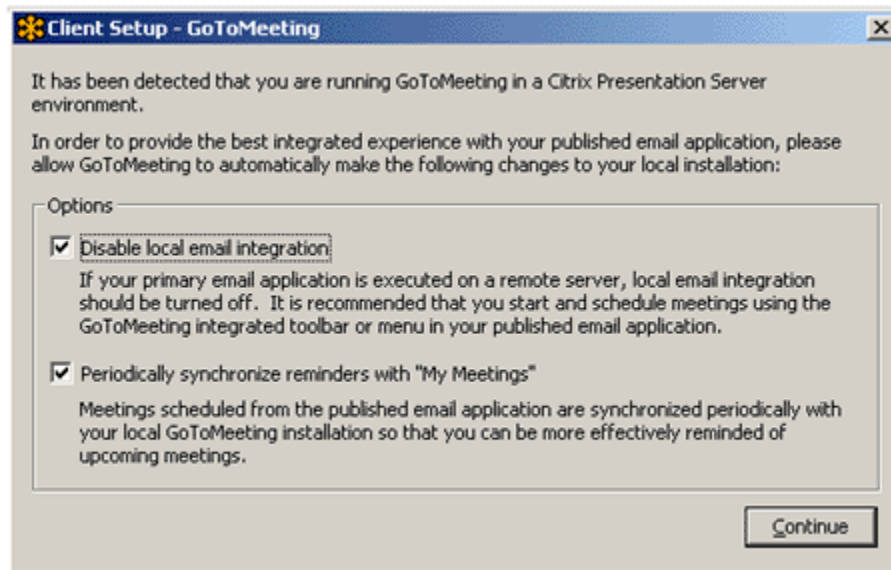 Client Setup - GoToMeeting
It has been detected that you are running GoToMeeting in a Citrix Presentation Server
environment.
In order to provide the best integrated experience with your published email application, please
allow GoToMeeting to automatically make the following changes to your local installation:
Options
Disable local email integration
If your primary email application is executed on a remote server, local email integration
should be turned off. It is recommended that you start and schedule meetings using the
GoToMeeting integrated toolbar or menu in your published email application.
Periodically synchronize reminders with "My Meetings"
Meetings scheduled from the published email application are synchronized periodically with
your local GoToMeeting installation so that you can be more effectively reminded of
upcoming meetings.
Continue